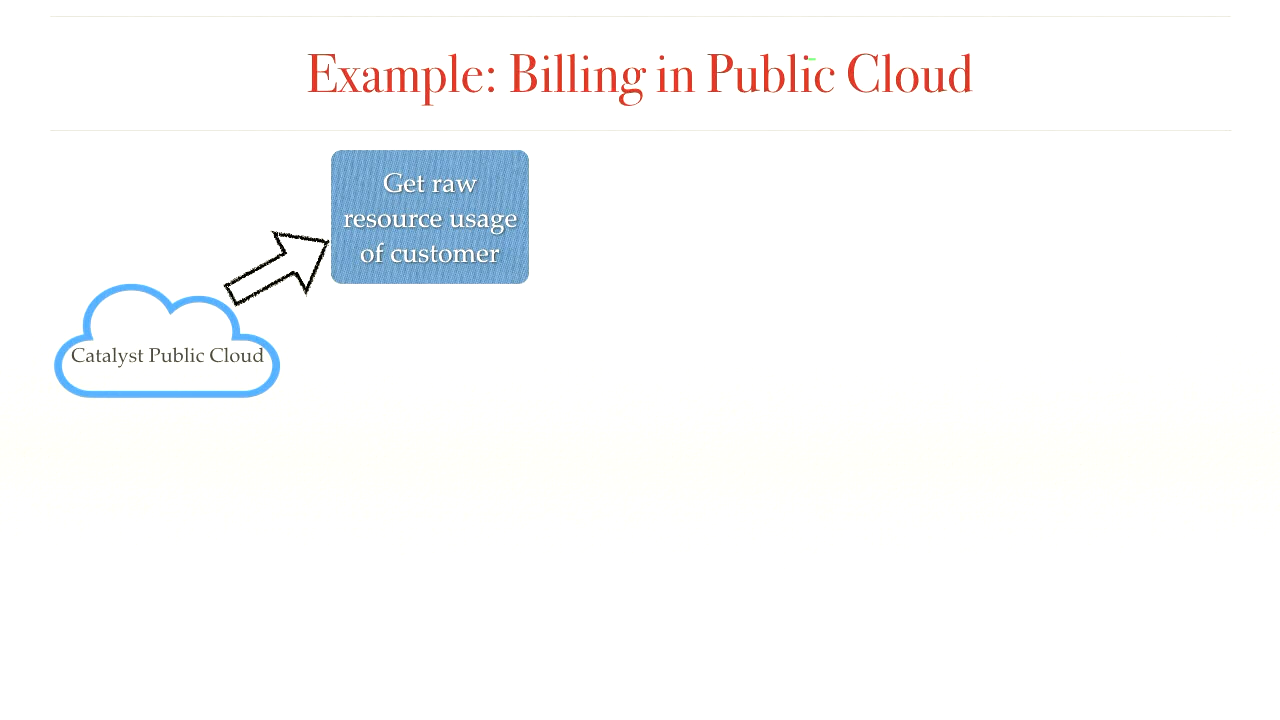 Example: Billing in Public Cloud
Get raw
resource usage
of customer
Catalyst Public Cloud